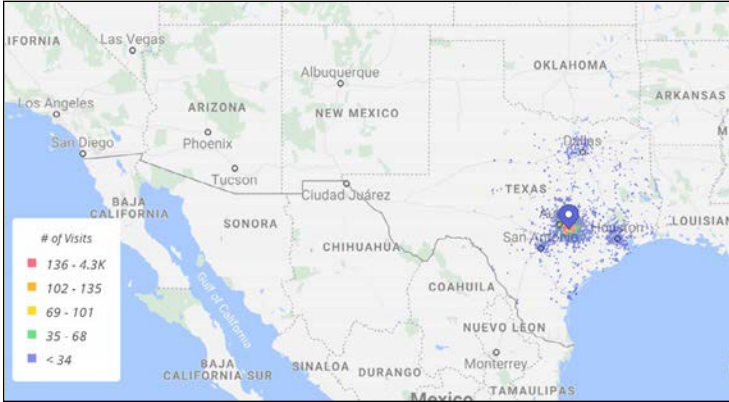 IFORNIA
Las Vegas
OKLAHOMA
Albuquerque
ARKANSAS
Los Angeles
ARIZONA
NEW MEXICO
San Diego
Phoenix
Dallas
Tucson
BAJA
CALIFORNIA
Ciudad Juárez
TEXAS
SONORA
Houston
LOUISIAN
San Antonio
CHIHUAHUA
Gulf of California
COAHUILA
NUEVO LEON
BAJA
CALIFORNIA SUR
SINALOA
DURANGO
Monterrey
TAMAULIPAS
Mexico
# of Visits
136 - 4.3K
102 - 135
69 - 101
35 - 68
< 34